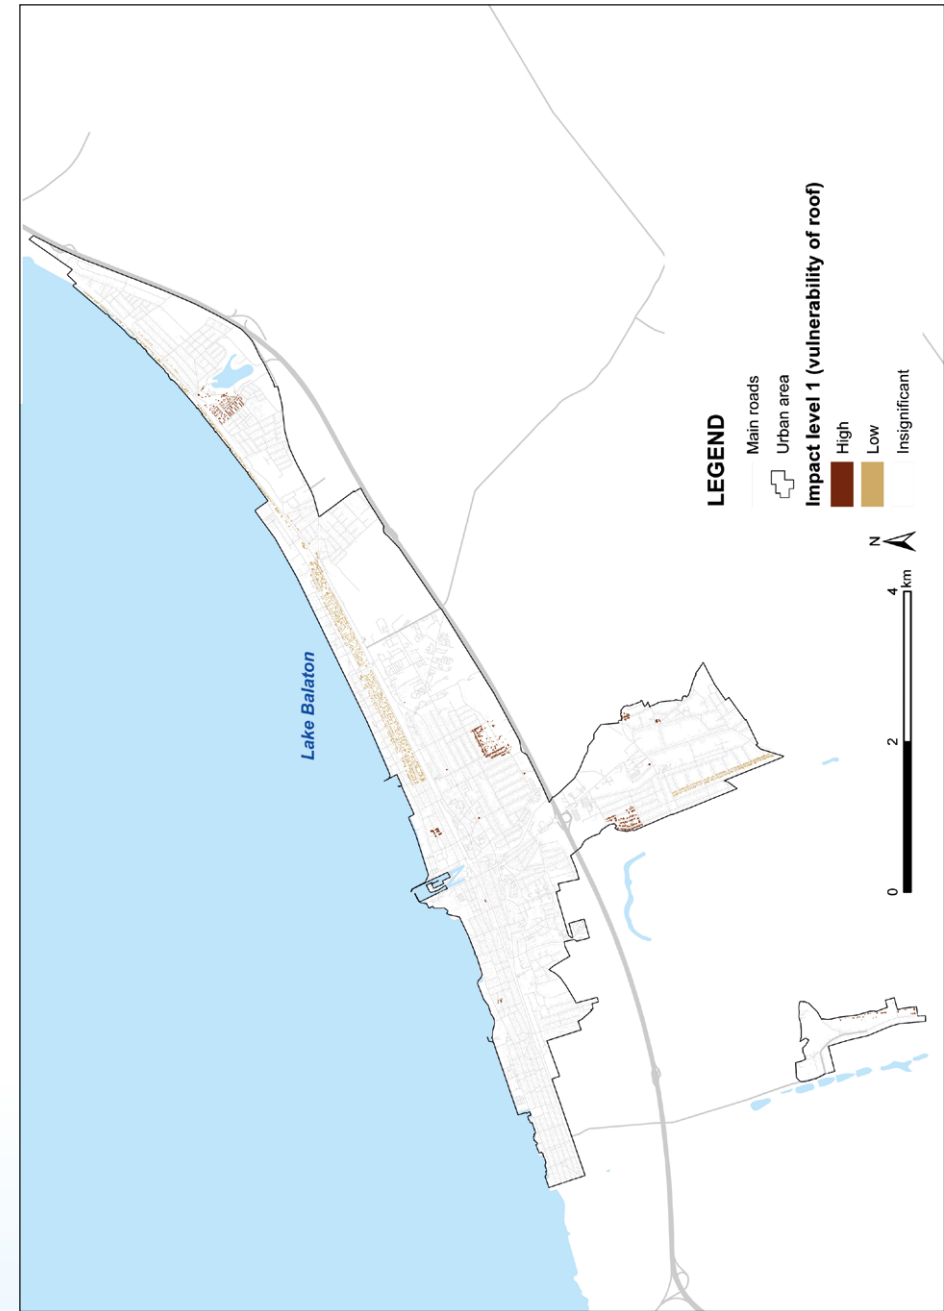 Lake Balaton
LEGEND
Main roads
Urban area
Impact level 1 (vulnerability of roof)
High
Low
Insignificant
N
0 2 4
km